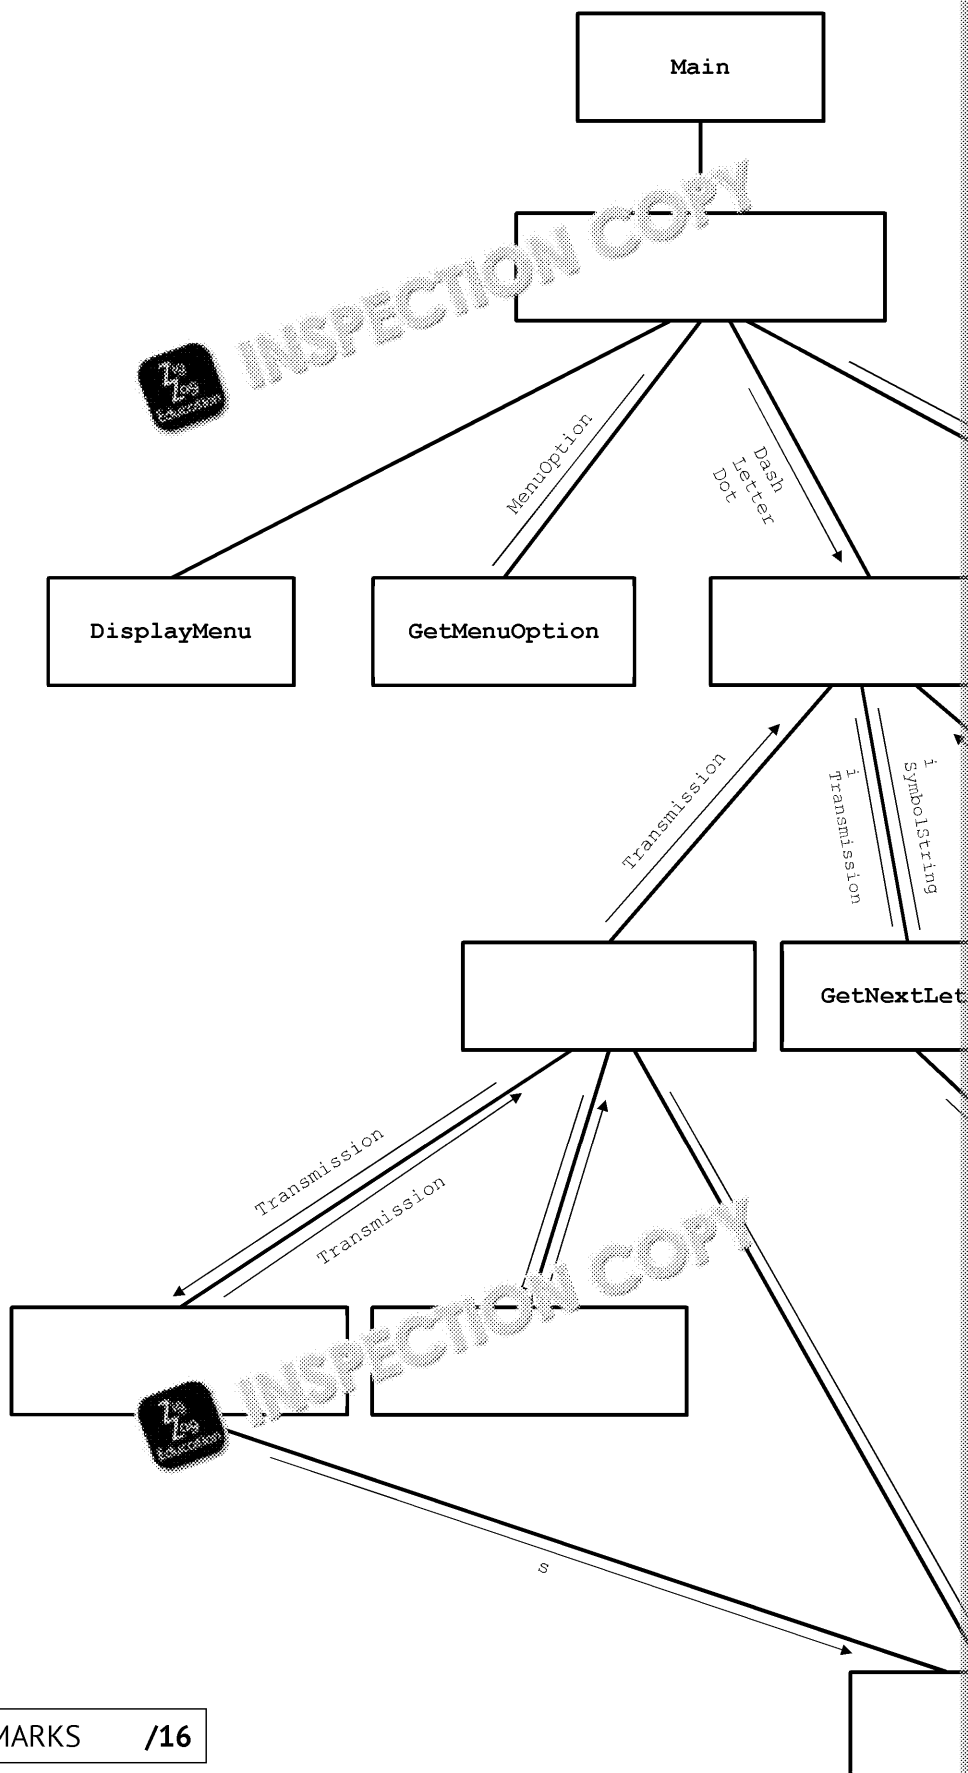 Main
INSPECTION COPY
Zig
Zag
Education
MenuOption
Dash
Letter
Dot
DisplayMenu
GetMenuOption
Transmission
i
Transmission
i
SymbolString
GetNextLet
Transmission
Transmission
INSPECTION COPY
Zig
Zag
Education
s
MARKS /16